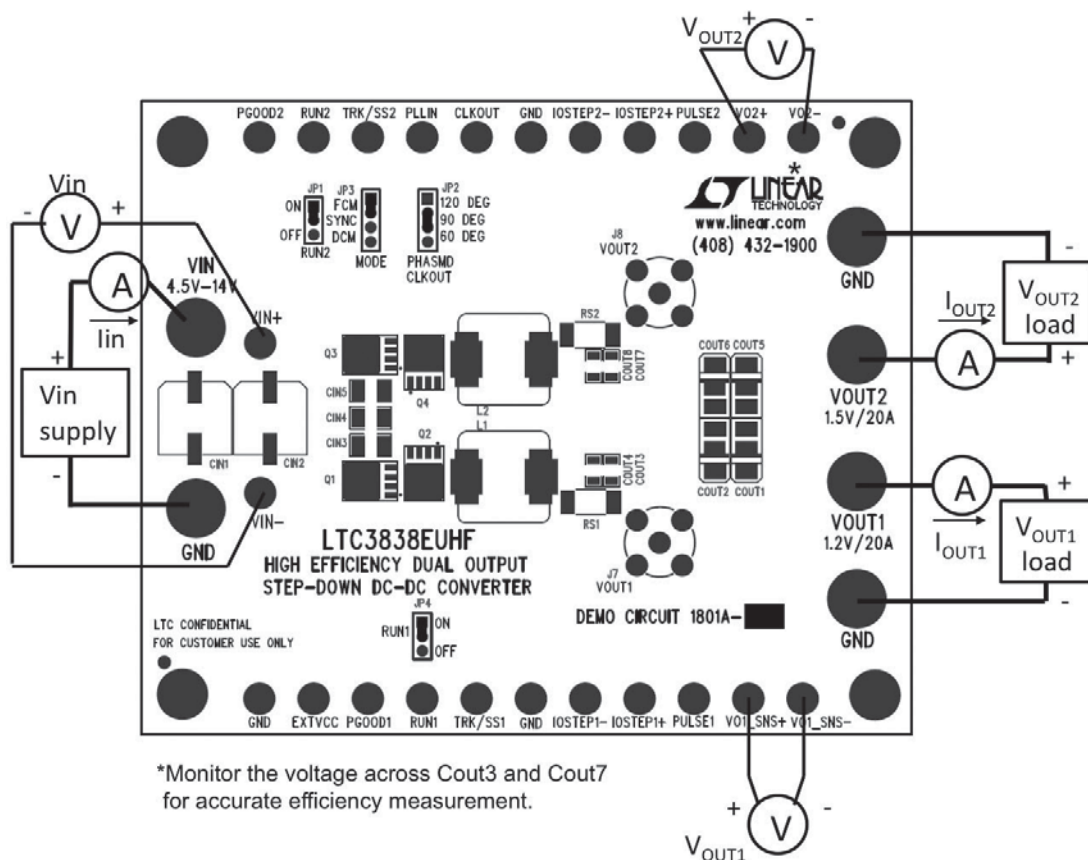 VOUT2
+
-
V
PGOOD2 RUN2 TRK/SS2 PLLIN CLKOUT GND IOSTEP2- IOSTEP2+ PULSE2 VO2+ VO2-
*
LINEAR
TECHNOLOGY
www.linear.com
(408) 432-1900
JP1
ON
OFF
RUN2
JP3
FCM
SYNC
DCM
MODE
JP2
120 DEG
90 DEG
60 DEG
PHASMD
CLKOUT
Vin
-
V
+
A
Iin
VIN
4.5V-14V
VIN+
+
Vin
supply
-
CIN1
CIN2
VIN-
GND
J8
VOUT2
RS2
COUT8
COUT7
Q3
Q4
CIN5
CIN4
CIN3
Q2
Q1
L2
L1
COUT4
COUT3
RS1
J7
VOUT1
COUT6 COUT5
COUT2 COUT1
GND
-
VOUT2
load
+
IOUT2
A
VOUT2
1.5V/20A
VOUT1
1.2V/20A
A
IOUT1
+
VOUT1
load
-
GND
LTC3838EUHF
HIGH EFFICIENCY DUAL OUTPUT
STEP-DOWN DC-DC CONVERTER
JP4
RUN1
ON
OFF
DEMO CIRCUIT 1801A-
LTC CONFIDENTIAL
FOR CUSTOMER USE ONLY
GND EXTVCC PGOOD1 RUN1 TRK/SS1 GND IOSTEP1- IOSTEP1+ PULSE1 VO1_SNS+ VO1_SNS-
*Monitor the voltage across Cout3 and Cout7
for accurate efficiency measurement.
+
V
-
VOUT1